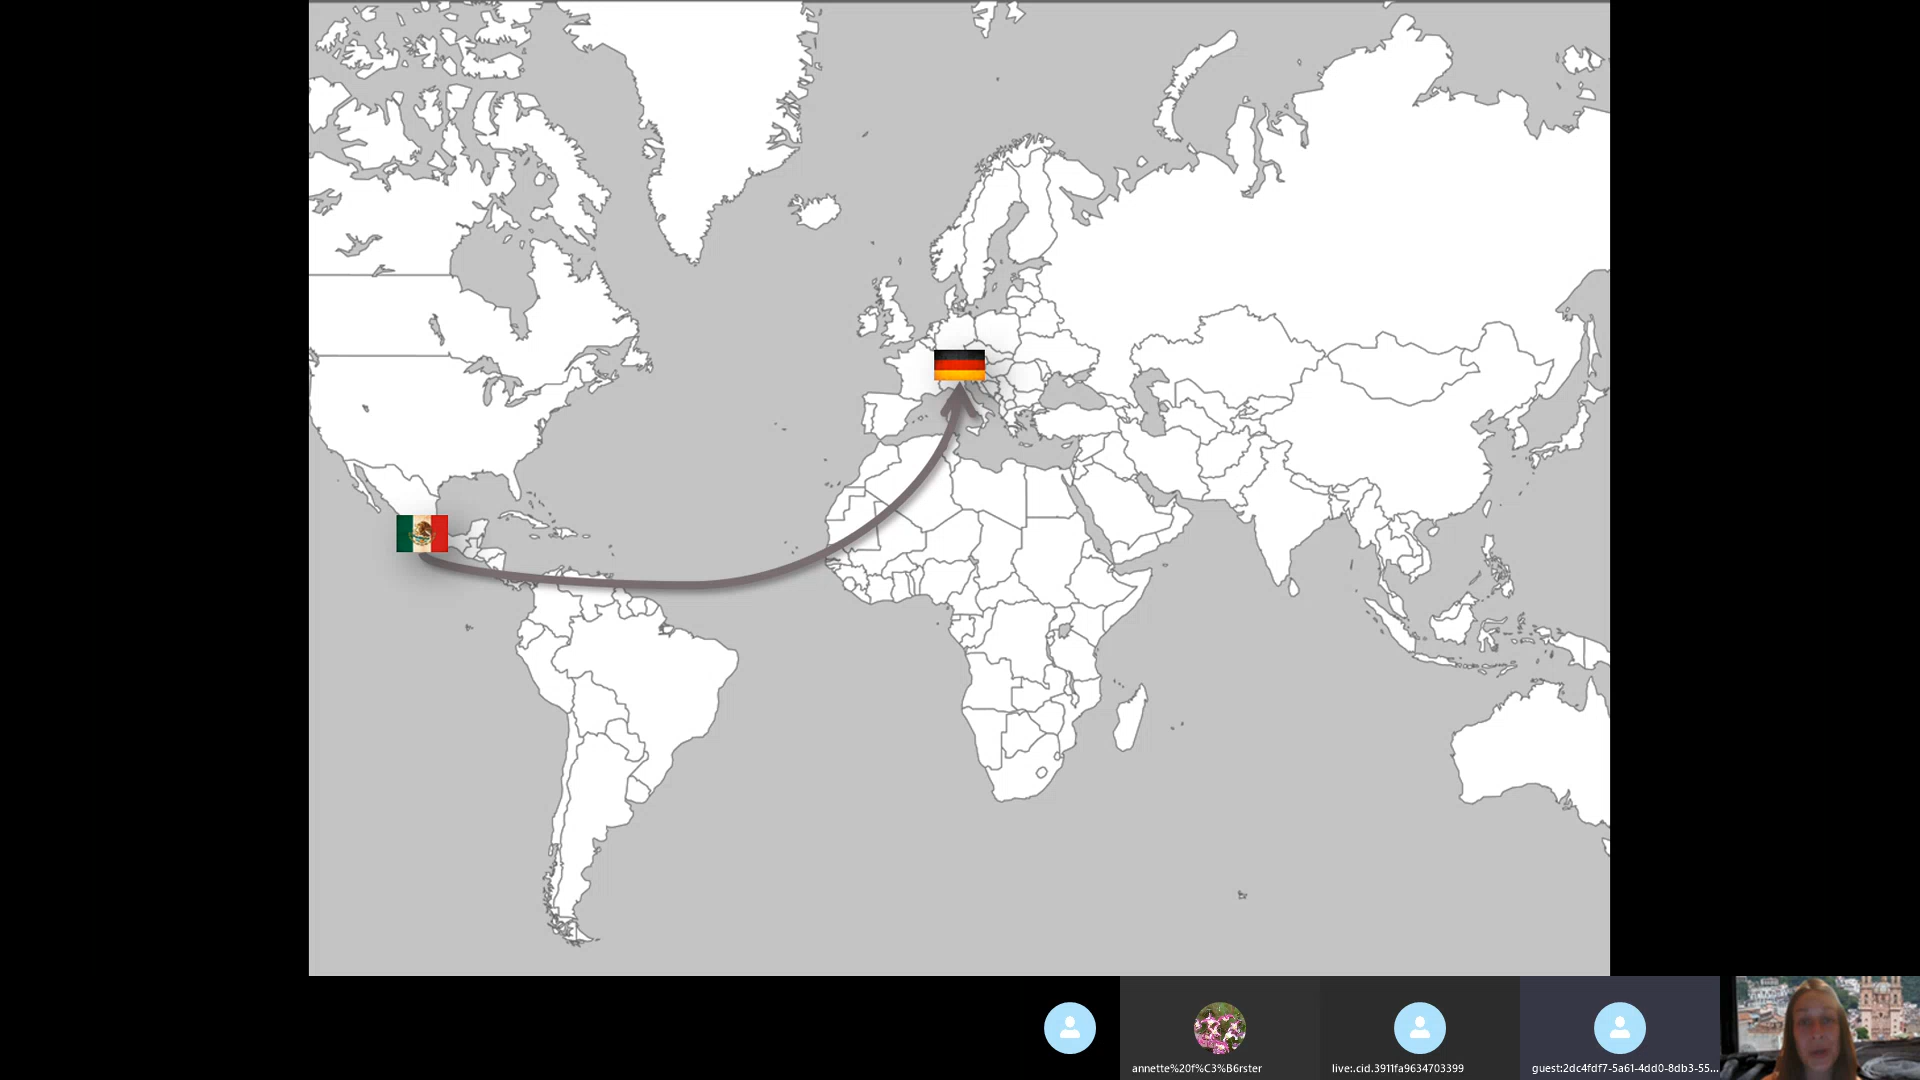 annette%20f%C3%B6rster
live:.cid.3911fa9634703399
guest:2dc4fdf7-5a61-4dd0-8db3-55...